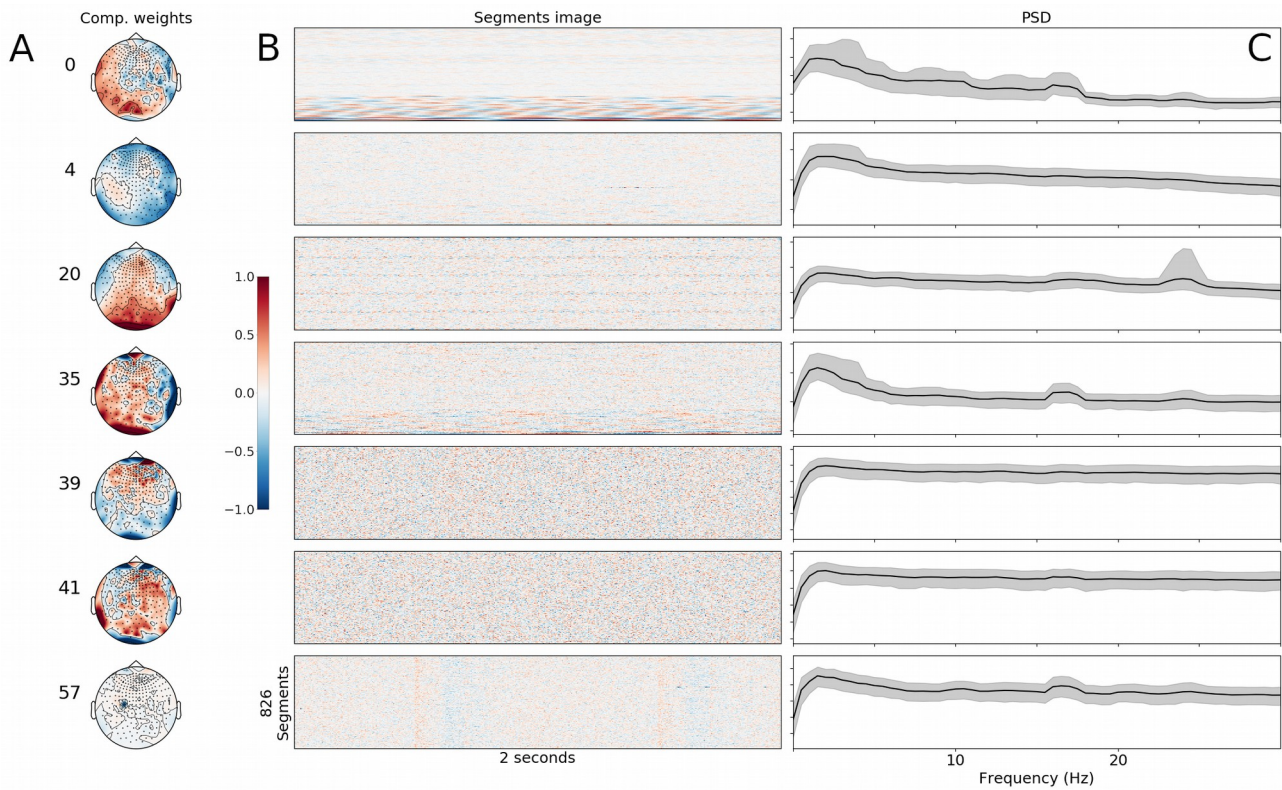 Comp. weights
Segments image
PSD
A
B
C
0
4
20
35
39
41
57
1.0
0.5
0.0
−0.5
−1.0
826
Segments
2 seconds
10
20
Frequency (Hz)